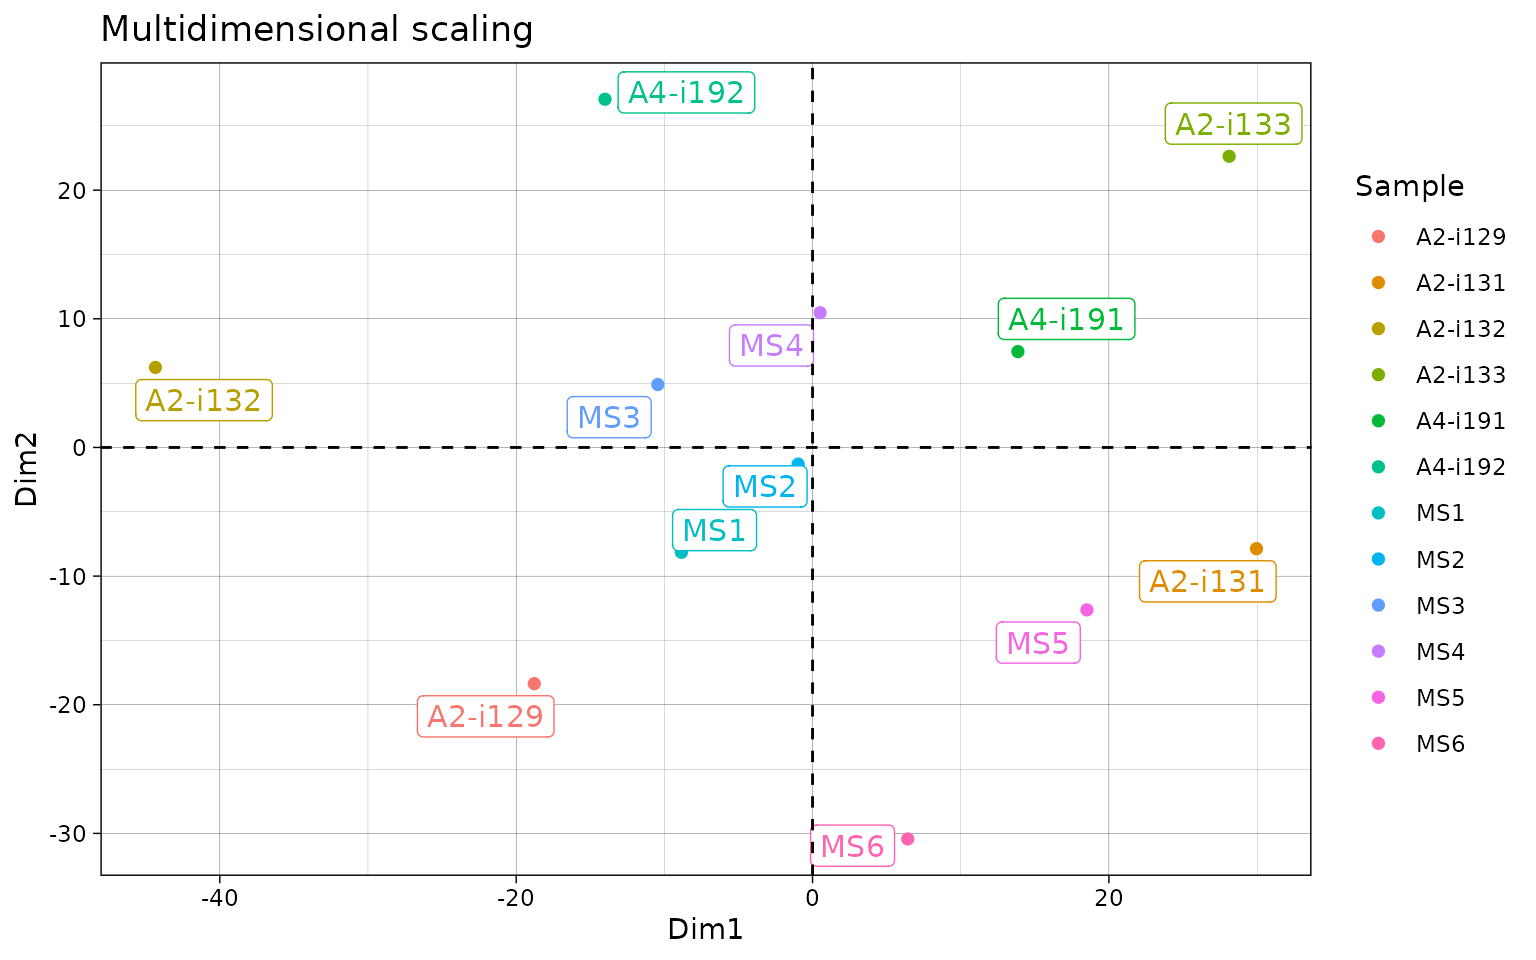 Multidimensional scaling
A4-i192
A2-i133
A4-i191
MS4
A2-i132
MS3
MS2
MS1
A2-i131
MS5
A2-i129
MS6
20
10
0
-10
-20
-30
Dim2
-40
-20
0
20
Dim1
Sample
A2-i129
A2-i131
A2-i132
A2-i133
A4-i191
A4-i192
MS1
MS2
MS3
MS4
MS5
MS6